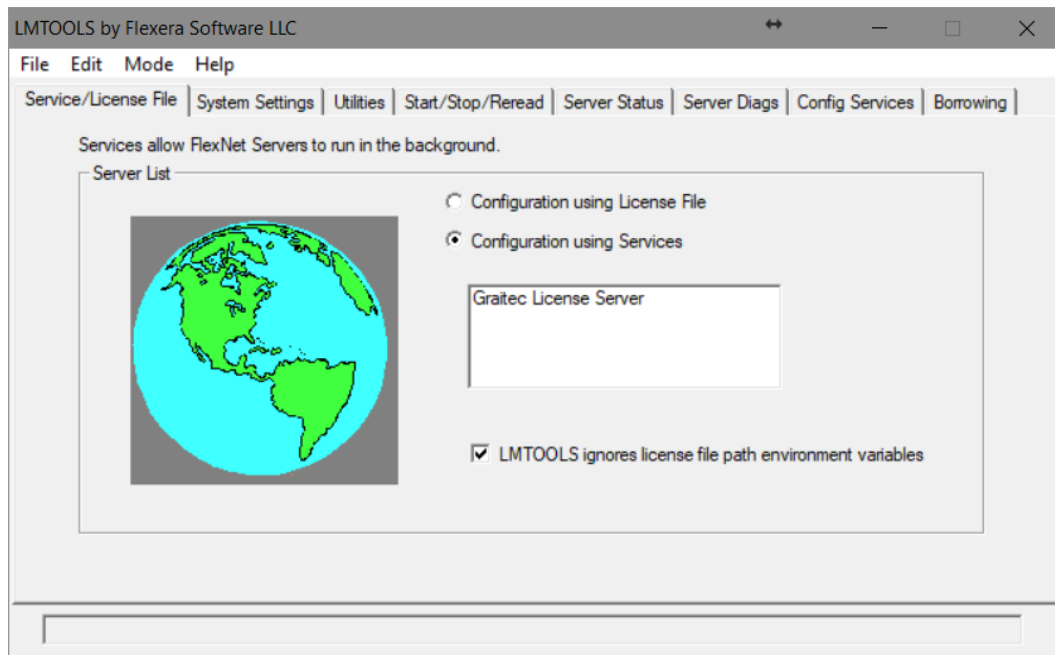 LMTOOLS by Flexera Software LLC
File Edit Mode Help
Service/License File System Settings Utilities Start/Stop/Reread Server Status Server Diags Config Services Borrowing
Services allow FlexNet Servers to run in the background.
Server List
Configuration using License File
Configuration using Services
Graitec License Server
LMTOOLS ignores license file path environment variables